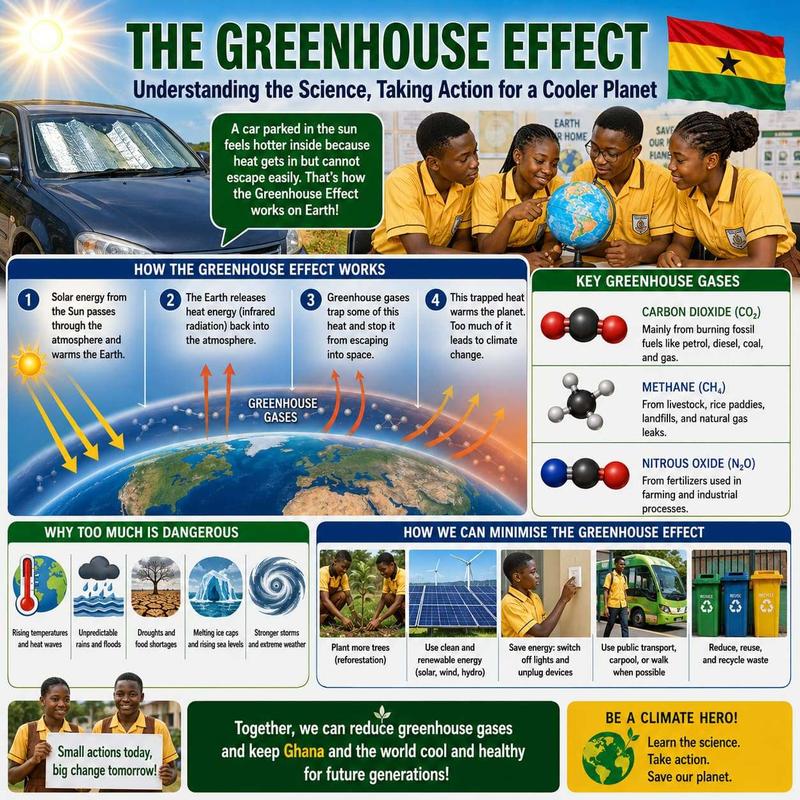 THE GREENHOUSE EFFECT
Understanding the Science, Taking Action for a Cooler Planet
A car parked in the sun
feels hotter inside because
heat gets in but cannot
escape easily. That's how
the Greenhouse Effect
works on Earth!
EARTH
HOME
SAVE
HOW THE GREENHOUSE EFFECT WORKS
1
Solar energy from
the Sun passes
through the
atmosphere and
warms the Earth.
2
The Earth releases
heat energy (infrared
radiation) back into
the atmosphere.
3
Greenhouse gases
trap some of this
heat and stop it
from escaping
into space.
4
This trapped heat
warms the planet.
Too much of it
leads to climate
change.
GREENHOUSE
GASES
KEY GREENHOUSE GASES
CARBON DIOXIDE (CO₂)
Mainly from burning fossil
fuels like petrol, diesel, coal,
and gas.
METHANE (CH₄)
From livestock, rice paddies,
landfills, and natural gas
leaks.
NITROUS OXIDE (N₂O)
From fertilizers used in
farming and industrial
processes.
WHY TOO MUCH IS DANGEROUS
Rising temperatures
and heat waves
Unpredictable
rains and floods
Droughts and
food shortages
Melting ice caps
and rising sea levels
Stronger storms
and extreme weather
HOW WE CAN MINIMISE THE GREENHOUSE EFFECT
Plant more trees
(reforestation)
Use clean and
renewable energy
(solar, wind, hydro)
Save energy: switch
off lights and
unplug devices
Use public transport,
carpool, or walk
when possible
REDUCE
REUSE
RECYCLE
Reduce, reuse,
and recycle waste
Small actions today,
big change tomorrow!
Together, we can reduce greenhouse gases
and keep Ghana and the world cool and healthy
for future generations!
BE A CLIMATE HERO!
Learn the science.
Take action.
Save our planet.